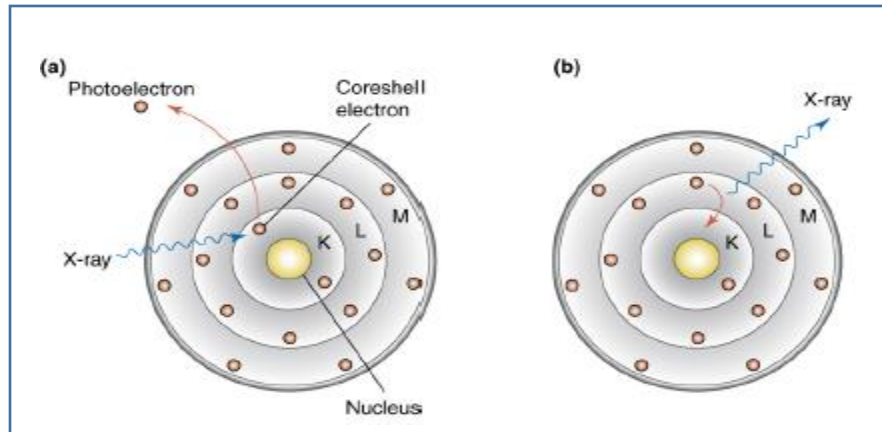 (a)
Photoelectron
Coreshell
electron
X-ray
K
L
M
Nucleus
(b)
X-ray
K
L
M